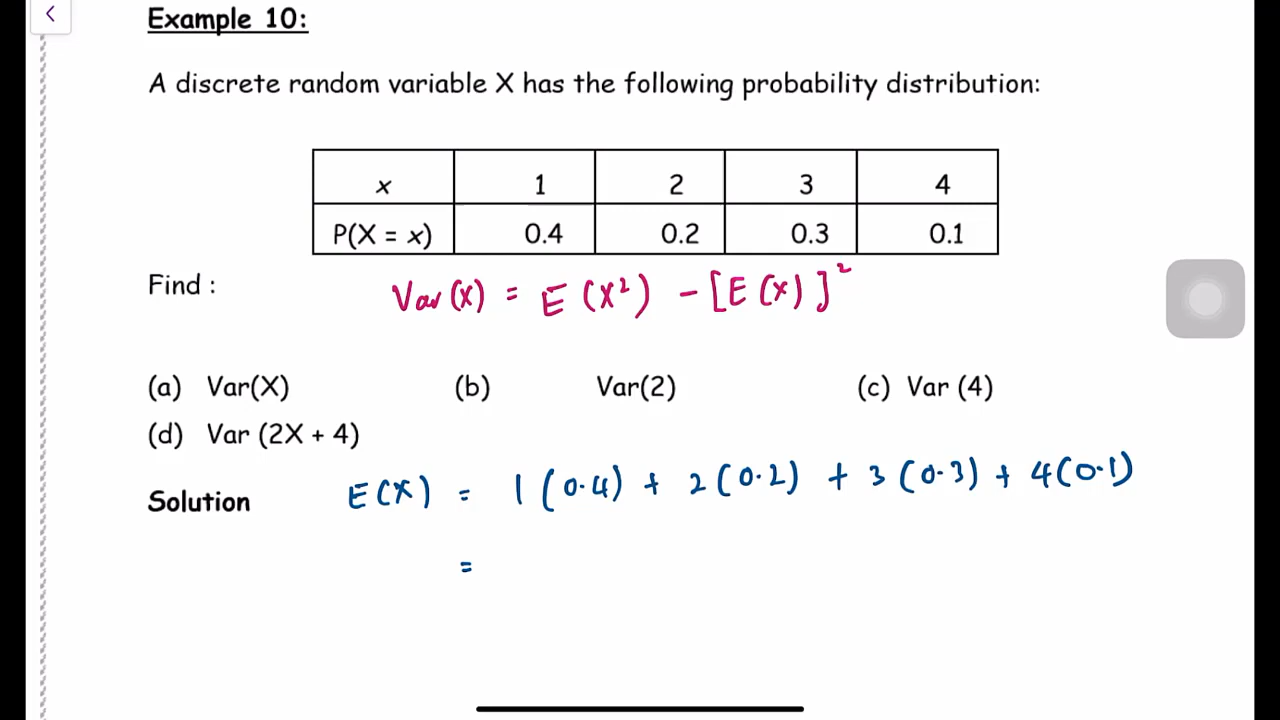 Example 10:
A discrete random variable X has the following probability distribution:
x 1 2 3 4
P(X = x) 0.4 0.2 0.3 0.1
Find :
Var(X) = E(X²) - [E(X)]²
(a) Var(X) (b) Var(2) (c) Var (4)
(d) Var (2X + 4)
Solution
E(X) = 1(0.4) + 2(0.2) + 3(0.3) + 4(0.1)
=